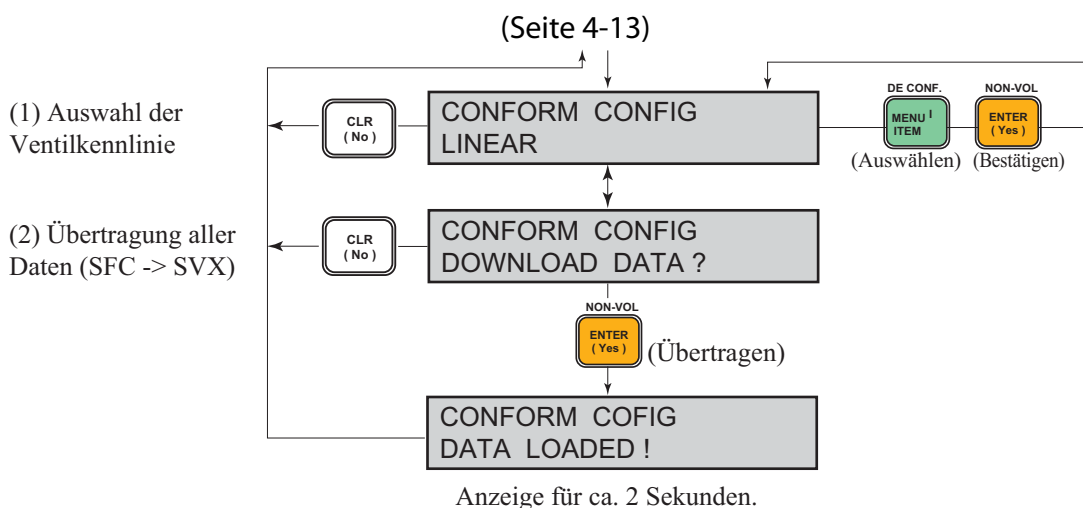 (Seite 4-13)
(1) Auswahl der
Ventilkennlinie
CLR
( No )
CONFORM CONFIG
LINEAR
DE CONF.
MENU I
ITEM
(Auswählen)
NON-VOL
ENTER
( Yes )
(Bestätigen)
(2) Übertragung aller
Daten (SFC -> SVX)
CLR
( No )
CONFORM CONFIG
DOWNLOAD DATA ?
NON-VOL
ENTER
( Yes )
(Übertragen)
CONFORM COFIG
DATA LOADED !
Anzeige für ca. 2 Sekunden.